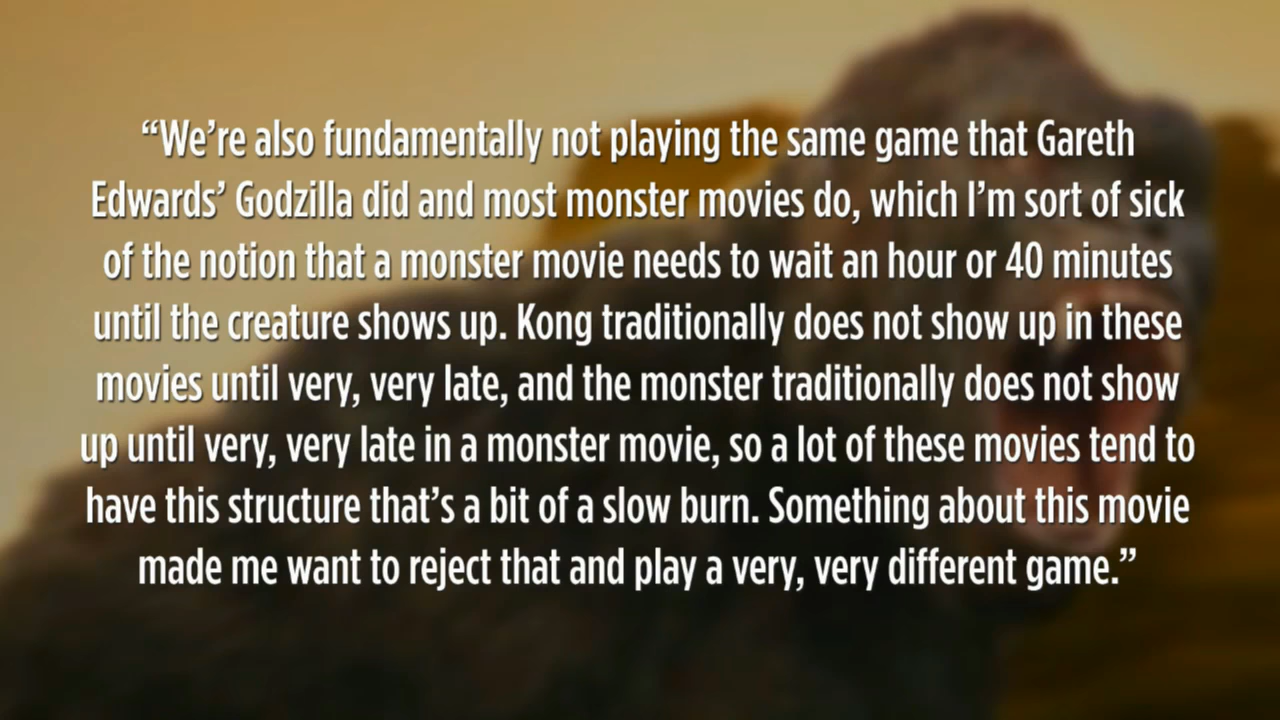 “We’re also fundamentally not playing the same game that Gareth
Edwards’ Godzilla did and most monster movies do, which I’m sort of sick
of the notion that a monster movie needs to wait an hour or 40 minutes
until the creature shows up. Kong traditionally does not show up in these
movies until very, very late, and the monster traditionally does not show
up until very, very late in a monster movie, so a lot of these movies tend to
have this structure that’s a bit of a slow burn. Something about this movie
made me want to reject that and play a very, very different game.”